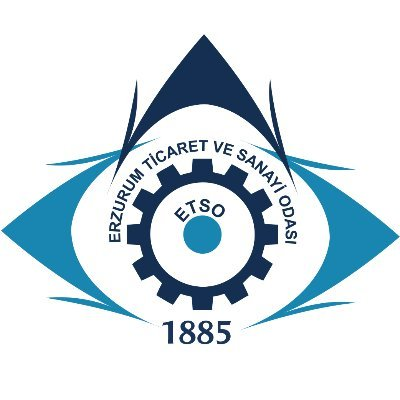 ERZURUM TİCARET VE SANAYİ ODASI
ETSO
1885